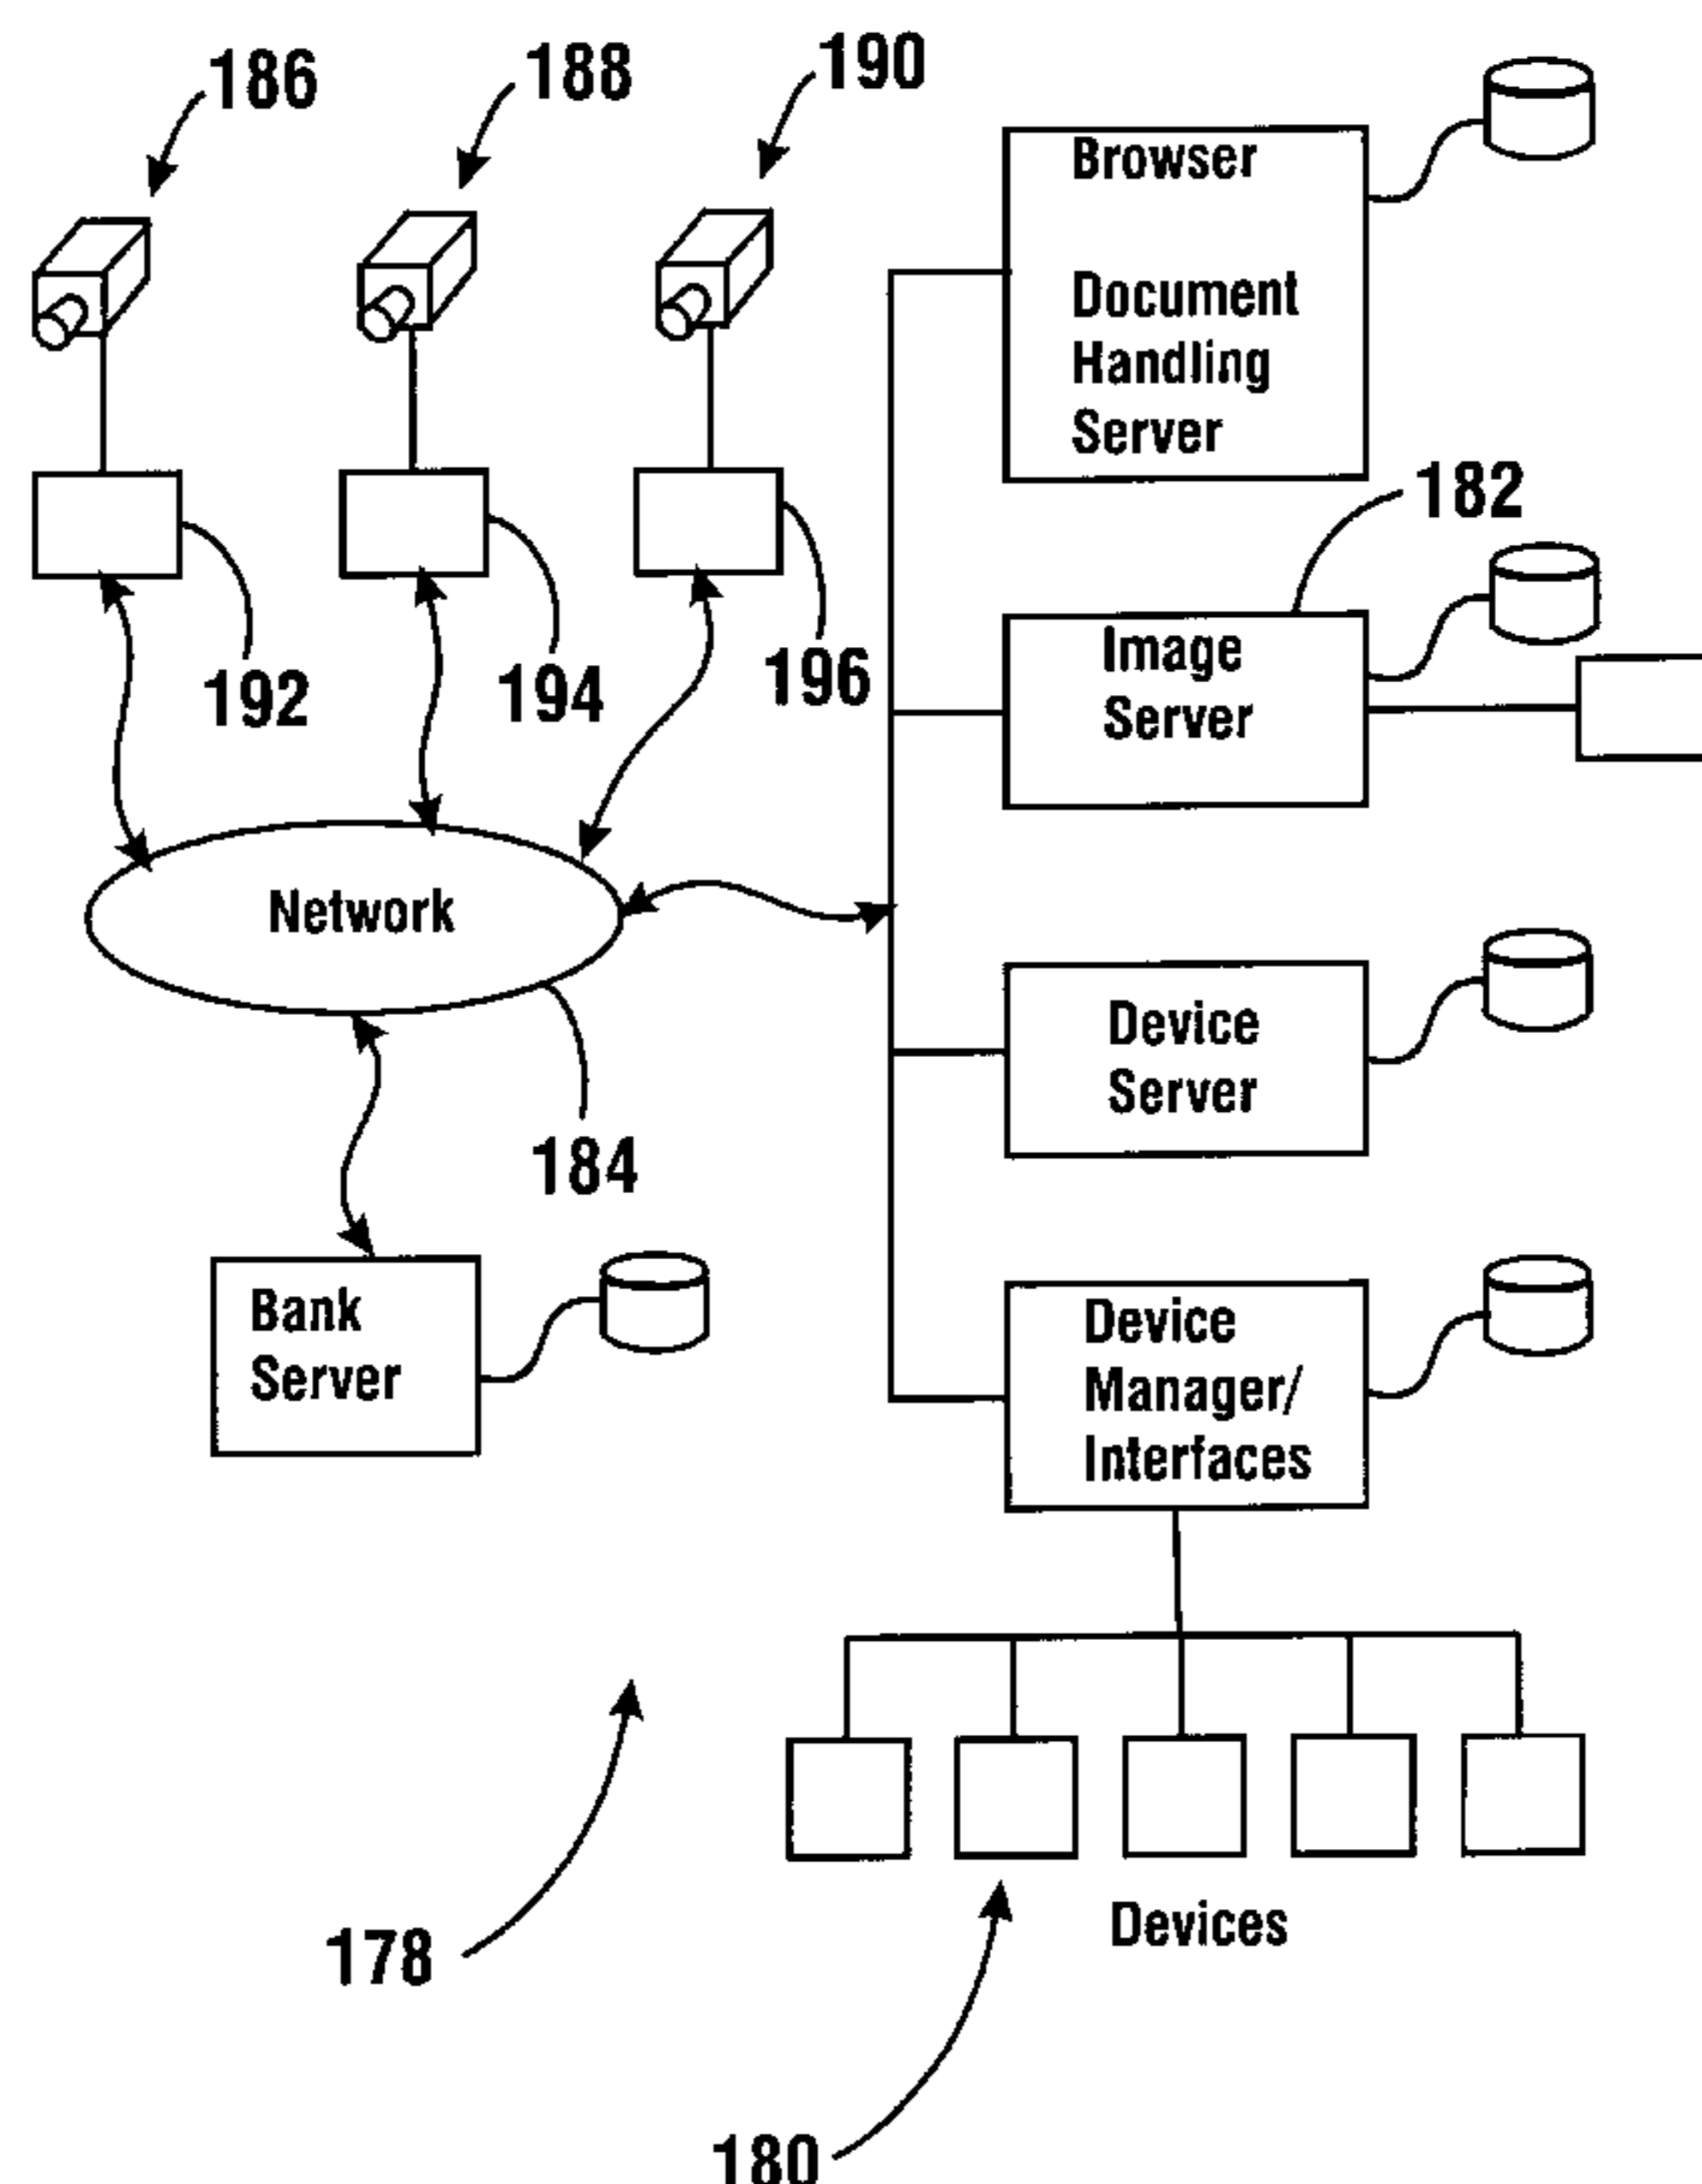 186
188
190
Browser
Document
Handling
Server
182
Image
Server
192
194
196
Network
Device
Server
184
Bank
Server
Device
Manager/
Interfaces
178
Devices
180